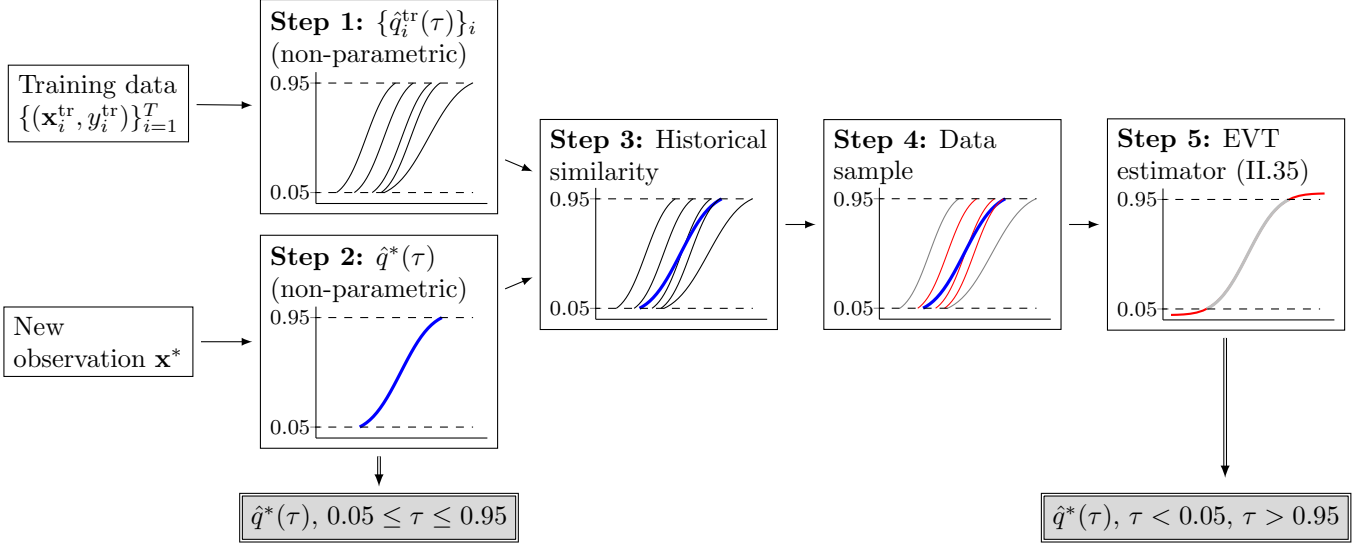 Training data
{(x_i^tr, y_i^tr)}_{i=1}^T
Step 1: {q̂_i^tr(τ)}_i
(non-parametric)
0.95
0.05
New
observation x*
Step 2: q̂*(τ)
(non-parametric)
0.95
0.05
Step 3: Historical
similarity
0.95
0.05
Step 4: Data
sample
0.95
0.05
Step 5: EVT
estimator (II.35)
0.95
0.05
q̂*(τ), 0.05 ≤ τ ≤ 0.95
q̂*(τ), τ < 0.05, τ > 0.95